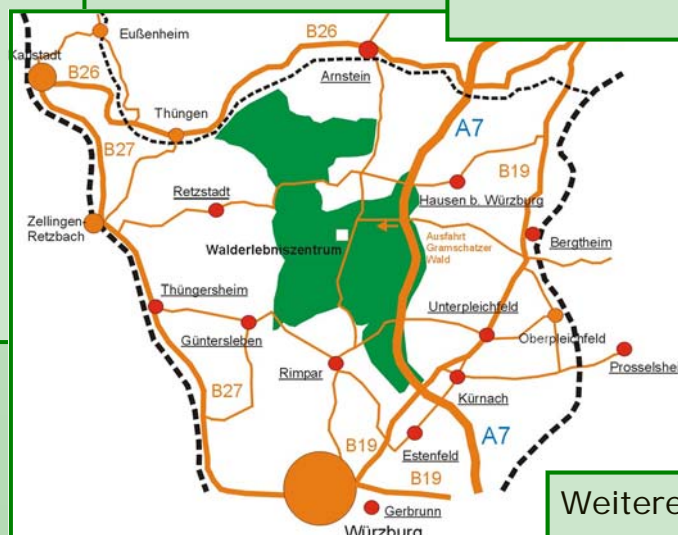 Eußenheim
B26
Karlstadt
B26
Arnstein
Thüngen
A7
B27
B19
Retzstadt
Hausen b. Würzburg
Zellingen-
Retzbach
Walderlebniszentrum
Ausfahrt
Gramschatzer
Wald
Bergtheim
Thüngersheim
Unterpleichfeld
Güntersleben
Oberpleichfeld
Rimpar
Prosselshe
B27
Kürnach
B19
A7
Estenfeld
B19
Gerbrunn
Würzburg
Weitere